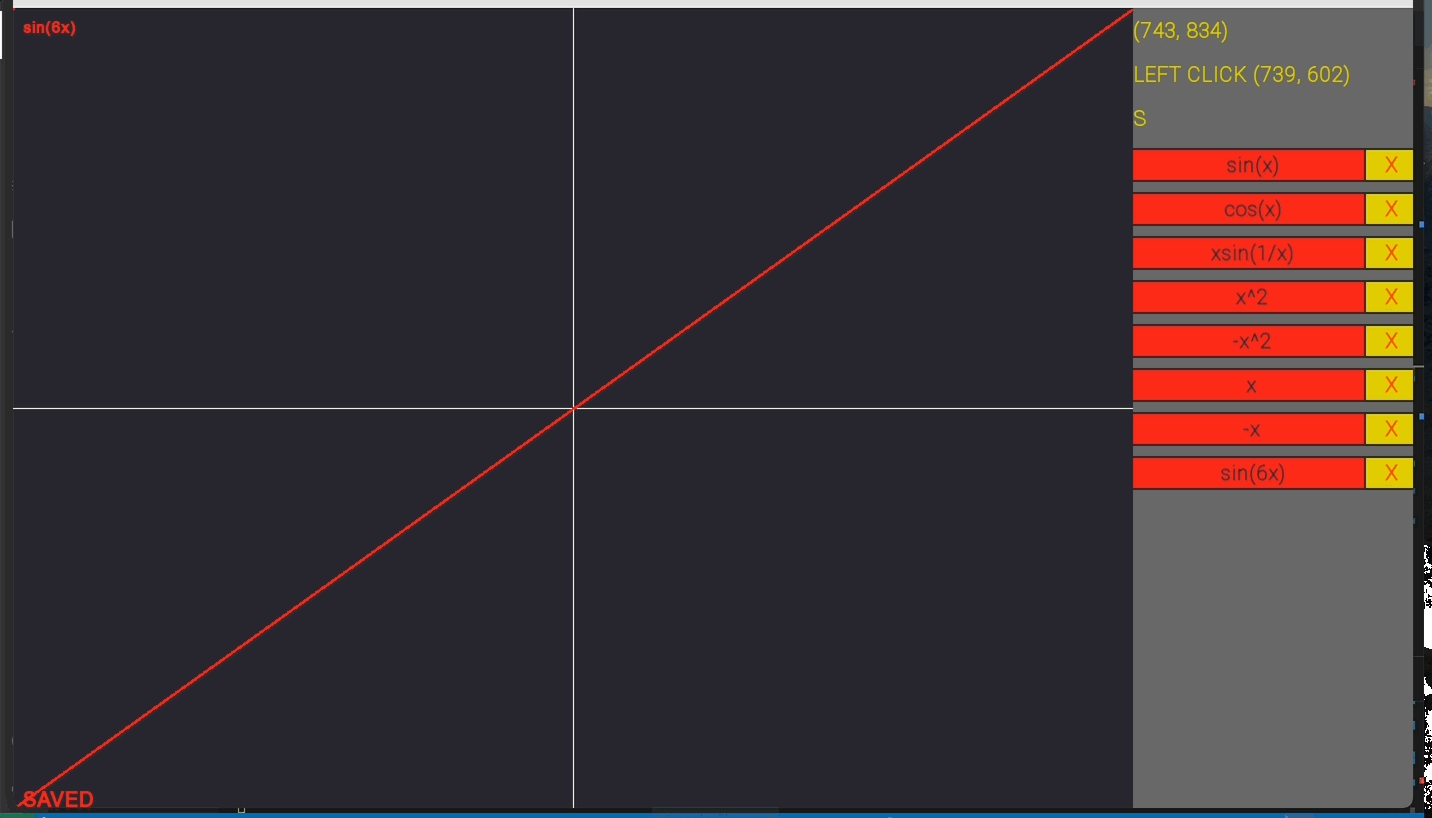 sin(6x)
(743, 834)
LEFT CLICK (739, 602)
S
sin(x) X
cos(x) X
xsin(1/x) X
x^2 X
-x^2 X
x X
-x X
sin(6x) X
SAVED